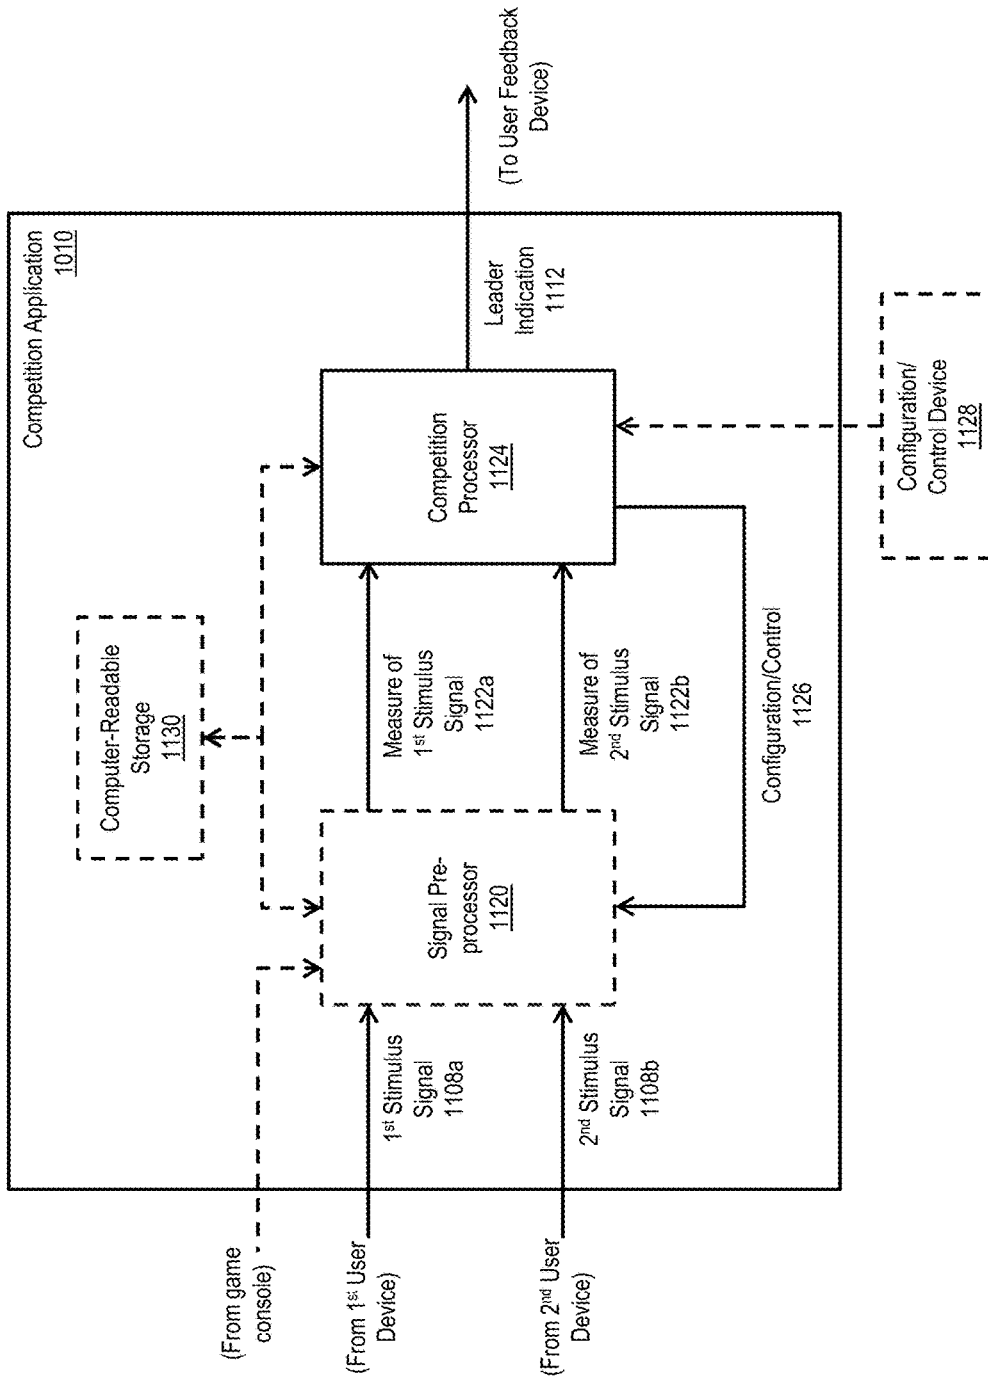 Competition Application
1010
Computer-Readable
Storage
1130
(From game
console)
(From 1st User
Device)
(From 2nd User
Device)
1st Stimulus
Signal
1108a
2nd Stimulus
Signal
1108b
Signal Pre-
processor
1120
Measure of
1st Stimulus
Signal
1122a
Measure of
2nd Stimulus
Signal
1122b
Competition
Processor
1124
Leader
Indication
1112
(To User Feedback
Device)
Configuration/Control
1126
Configuration/
Control Device
1128